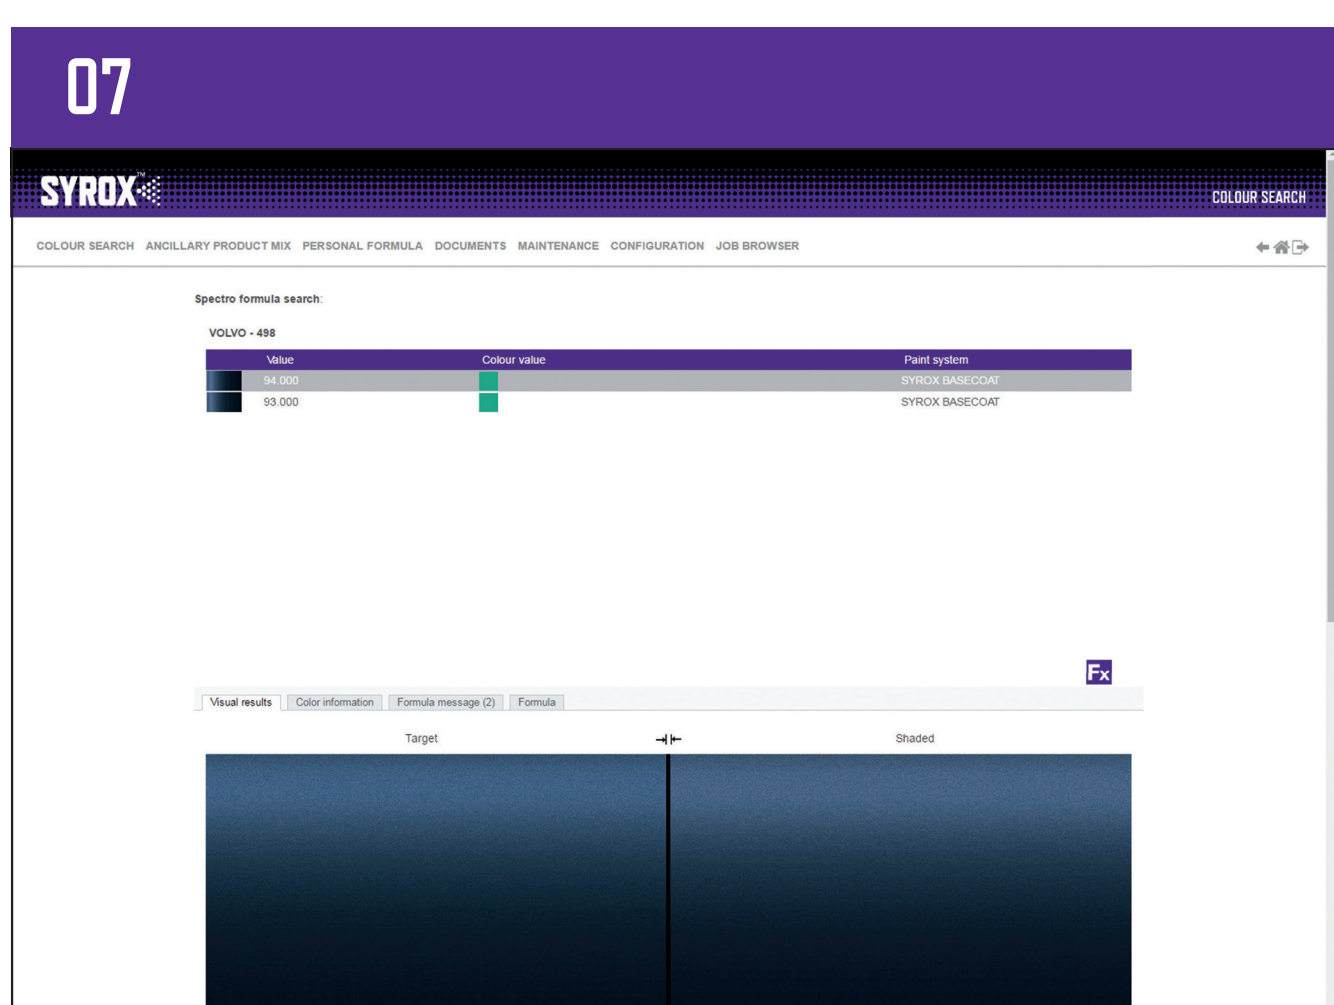 07
SYROX™
COLOUR SEARCH
COLOUR SEARCH ANCILLARY PRODUCT MIX PERSONAL FORMULA DOCUMENTS MAINTENANCE CONFIGURATION JOB BROWSER
Spectro formula search:
VOLVO - 498
Value Colour value Paint system
94.000 SYROX BASECOAT
93.000 SYROX BASECOAT
Fx
Visual results Color information Formula message (2) Formula
Target Shaded